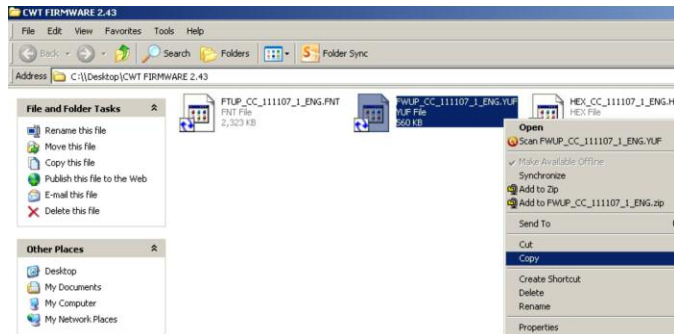 CWT FIRMWARE 2.43
File Edit View Favorites Tools Help
Back Search Folders Folder Sync
Address C:\\Desktop\CWT FIRMWARE 2.43
File and Folder Tasks
Rename this file
Move this file
Copy this file
Publish this file to the Web
E-mail this file
Delete this file
Other Places
Desktop
My Documents
My Computer
My Network Places
FTUP_CC_111107_1_ENG.FNT
FNT File
2,323 KB
FWUP_CC_111107_1_ENG.YUF
YUF File
560 KB
HEX_CC_111107_1_ENG.H
HEX File
Open
Scan FWUP_CC_111107_1_ENG.YUF
Make Available Offline
Synchronize
Add to Zip
Add to FWUP_CC_111107_1_ENG.zip
Send To
Cut
Copy
Create Shortcut
Delete
Rename
Properties